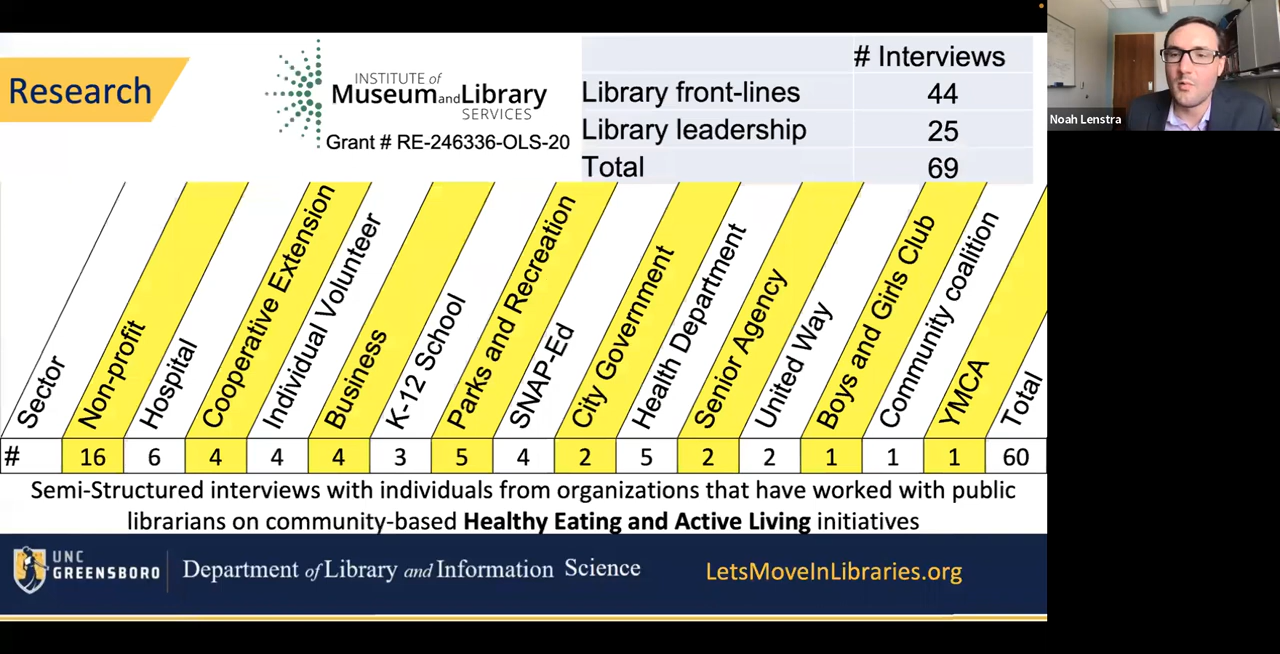 Research
INSTITUTE of
Museum and Library
SERVICES
Grant # RE-246336-OLS-20
# Interviews
Library front-lines 44
Library leadership 25
Total 69
Noah Lenstra
Sector Non-profit Hospital Cooperative Extension Individual Volunteer Business K-12 School Parks and Recreation SNAP-Ed City Government Health Department Senior Agency United Way Boys and Girls Club Community coalition YMCA Total
# 16 6 4 4 4 3 5 4 2 5 2 2 1 1 1 60
Semi-Structured interviews with individuals from organizations that have worked with public
librarians on community-based Healthy Eating and Active Living initiatives
UNC
GREENSBORO
Department of Library and Information Science
LetsMoveInLibraries.org